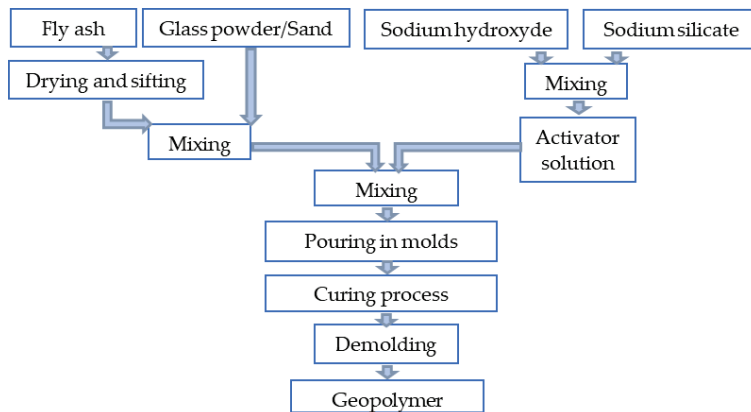 Fly ash
Glass powder/Sand
Sodium hydroxyde
Sodium silicate
Drying and sifting
Mixing
Mixing
Activator
solution
Mixing
Pouring in molds
Curing process
Demolding
Geopolymer